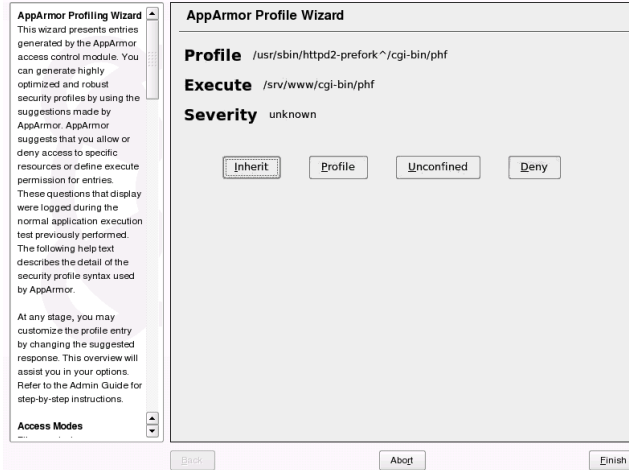 AppArmor Profiling Wizard
This wizard presents entries
generated by the AppArmor
access control module. You
can generate highly
optimized and robust
security profiles by using the
suggestions made by
AppArmor. AppArmor
suggests that you allow or
deny access to specific
resources or define execute
permission for entries.
These questions that display
were logged during the
normal application execution
test previously performed.
The following help text
describes the detail of the
security profile syntax used
by AppArmor.
At any stage, you may
customize the profile entry
by changing the suggested
response. This overview will
assist you in your options.
Refer to the Admin Guide for
step-by-step instructions.
Access Modes
AppArmor Profile Wizard
Profile /usr/sbin/httpd2-prefork^/cgi-bin/phf
Execute /srv/www/cgi-bin/phf
Severity unknown
Inherit Profile Unconfined Deny
Back Abort Finish